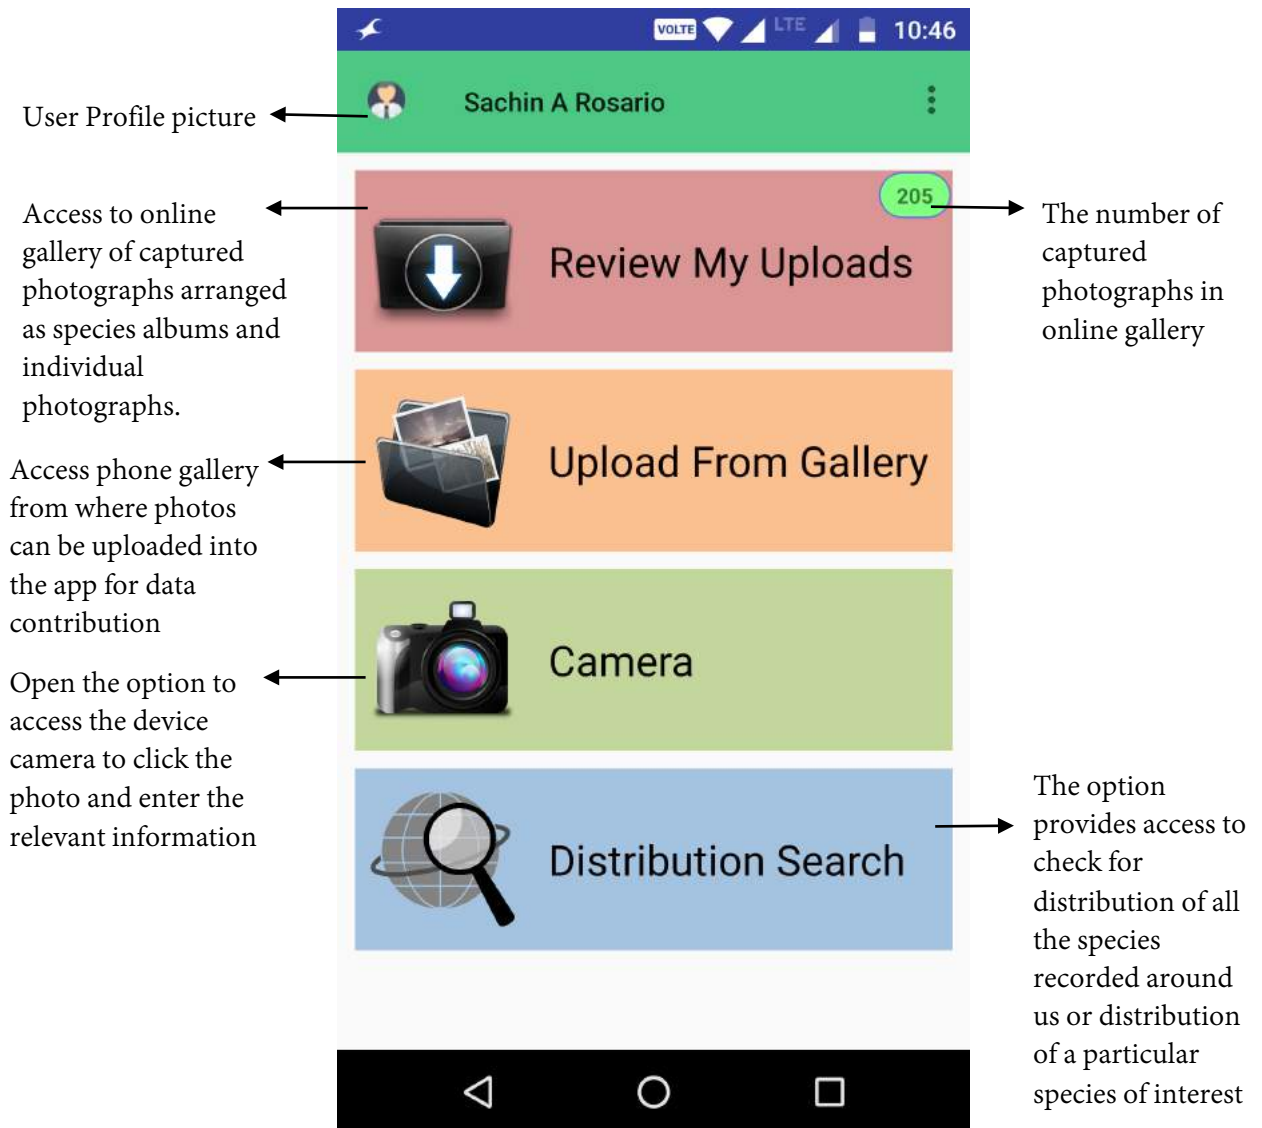 VOLTE LTE 10:46
User Profile picture
Sachin A Rosario
Access to online
gallery of captured
photographs arranged
as species albums and
individual
photographs.
205
Review My Uploads
The number of
captured
photographs in
online gallery
Access phone gallery
from where photos
can be uploaded into
the app for data
contribution
Upload From Gallery
Open the option to
access the device
camera to click the
photo and enter the
relevant information
Camera
Distribution Search
The option
provides access to
check for
distribution of all
the species
recorded around
us or distribution
of a particular
species of interest